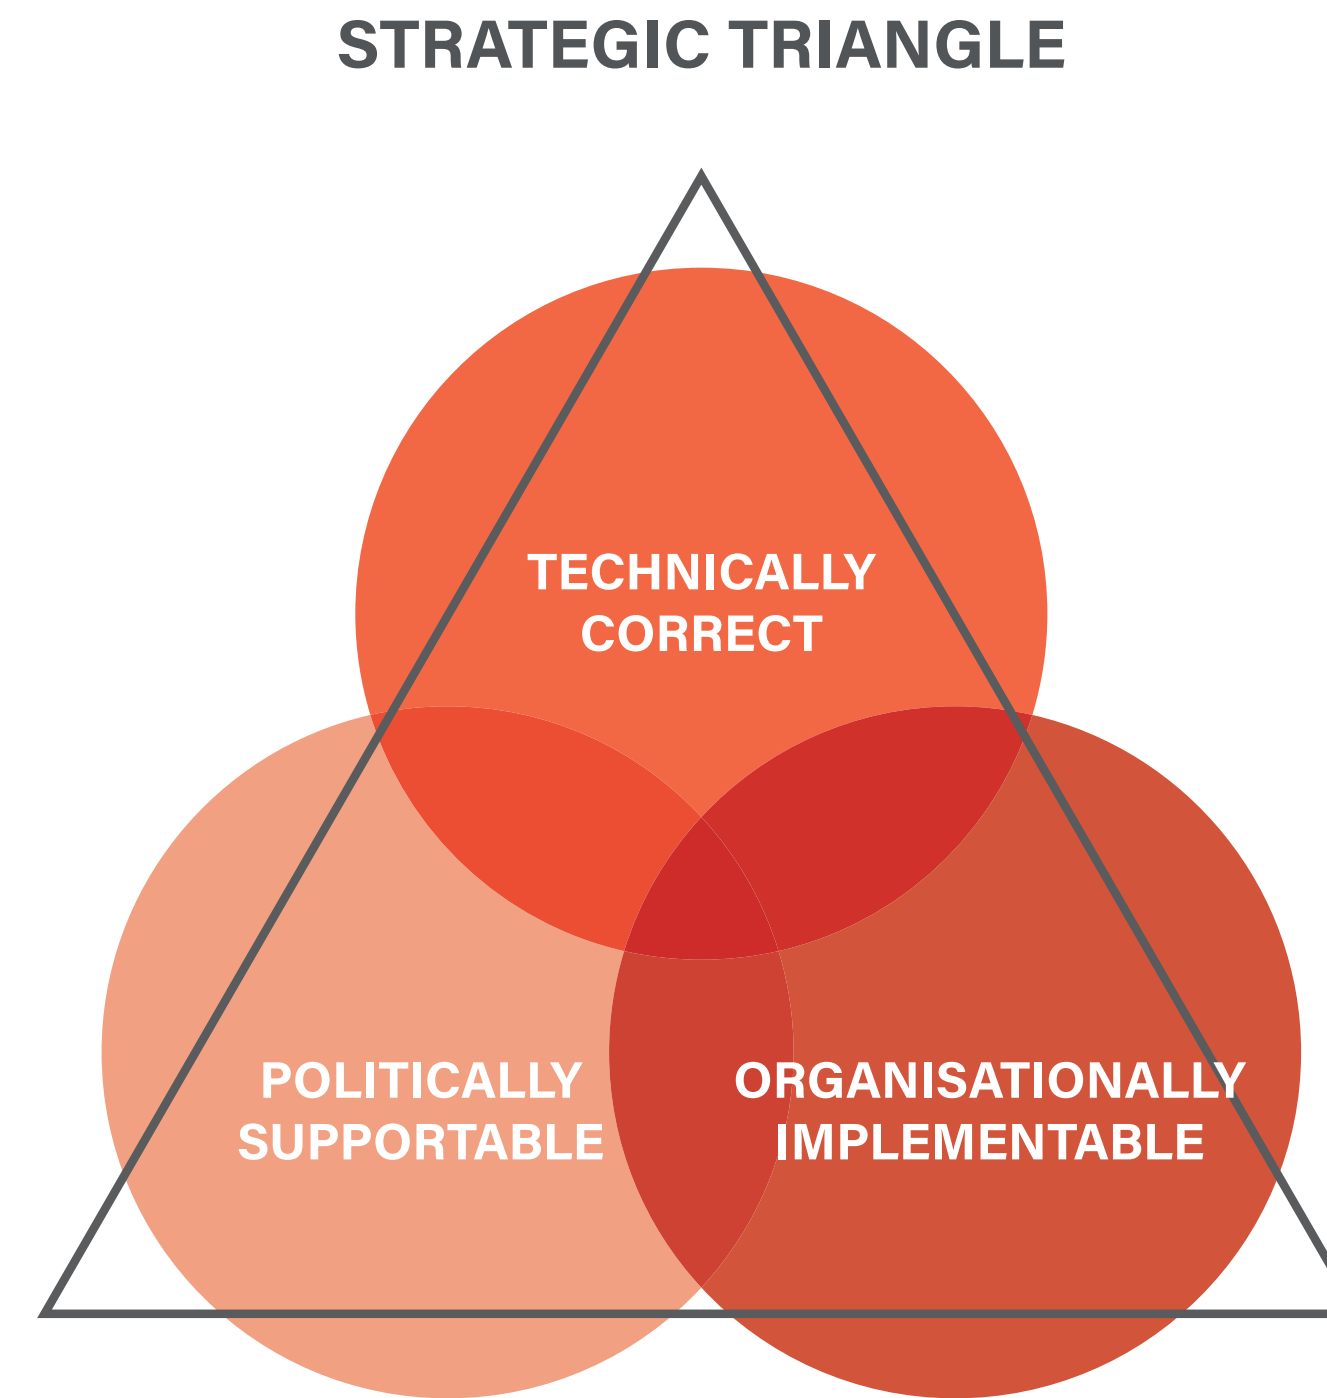 STRATEGIC TRIANGLE
TECHNICALLY
CORRECT
POLITICALLY
SUPPORTABLE
ORGANISATIONALLY
IMPLEMENTABLE